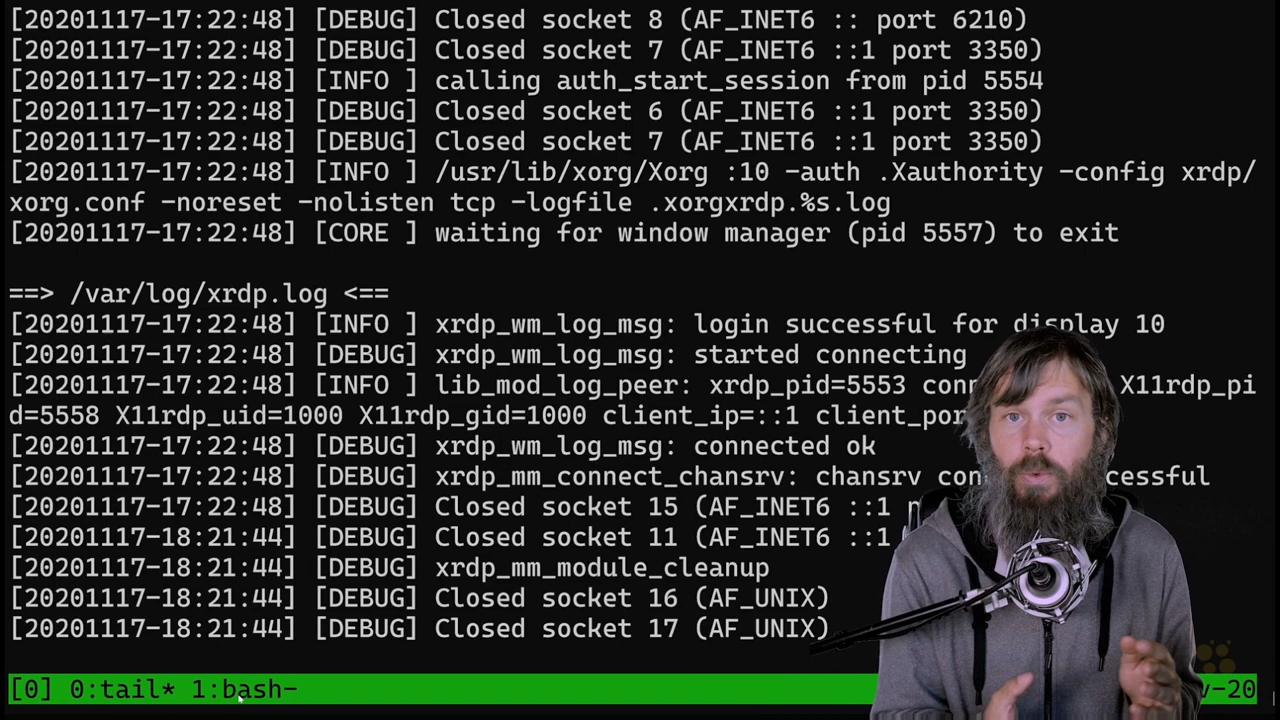 [20201117-17:22:48] [DEBUG] Closed socket 8 (AF_INET6 :: port 6210)
[20201117-17:22:48] [DEBUG] Closed socket 7 (AF_INET6 ::1 port 3350)
[20201117-17:22:48] [INFO ] calling auth_start_session from pid 5554
[20201117-17:22:48] [DEBUG] Closed socket 6 (AF_INET6 ::1 port 3350)
[20201117-17:22:48] [DEBUG] Closed socket 7 (AF_INET6 ::1 port 3350)
[20201117-17:22:48] [INFO ] /usr/lib/xorg/Xorg :10 -auth .Xauthority -config xrdp/
xorg.conf -noreset -nolisten tcp -logfile .xorgxrdp.%s.log
[20201117-17:22:48] [CORE ] waiting for window manager (pid 5557) to exit
==> /var/log/xrdp.log <==
[20201117-17:22:48] [INFO ] xrdp_wm_log_msg: login successful for display 10
[20201117-17:22:48] [DEBUG] xrdp_wm_log_msg: started connecting
[20201117-17:22:48] [INFO ] lib_mod_log_peer: xrdp_pid=5553 X11rdp_pi
d=5558 X11rdp_uid=1000 X11rdp_gid=1000 client_ip=::1
[20201117-17:22:48] [DEBUG] xrdp_wm_log_msg: connected ok
[20201117-17:22:48] [DEBUG] xrdp_mm_connect_chansrv: chansrv
[20201117-17:22:48] [DEBUG] Closed socket 15 (AF_INET6 ::1
[20201117-18:21:44] [DEBUG] Closed socket 11 (AF_INET6 ::1
[20201117-18:21:44] [DEBUG] xrdp_mm_module_cleanup
[20201117-18:21:44] [DEBUG] Closed socket 16 (AF_UNIX)
[20201117-18:21:44] [DEBUG] Closed socket 17 (AF_UNIX)
[0] 0:tail* 1:bash-